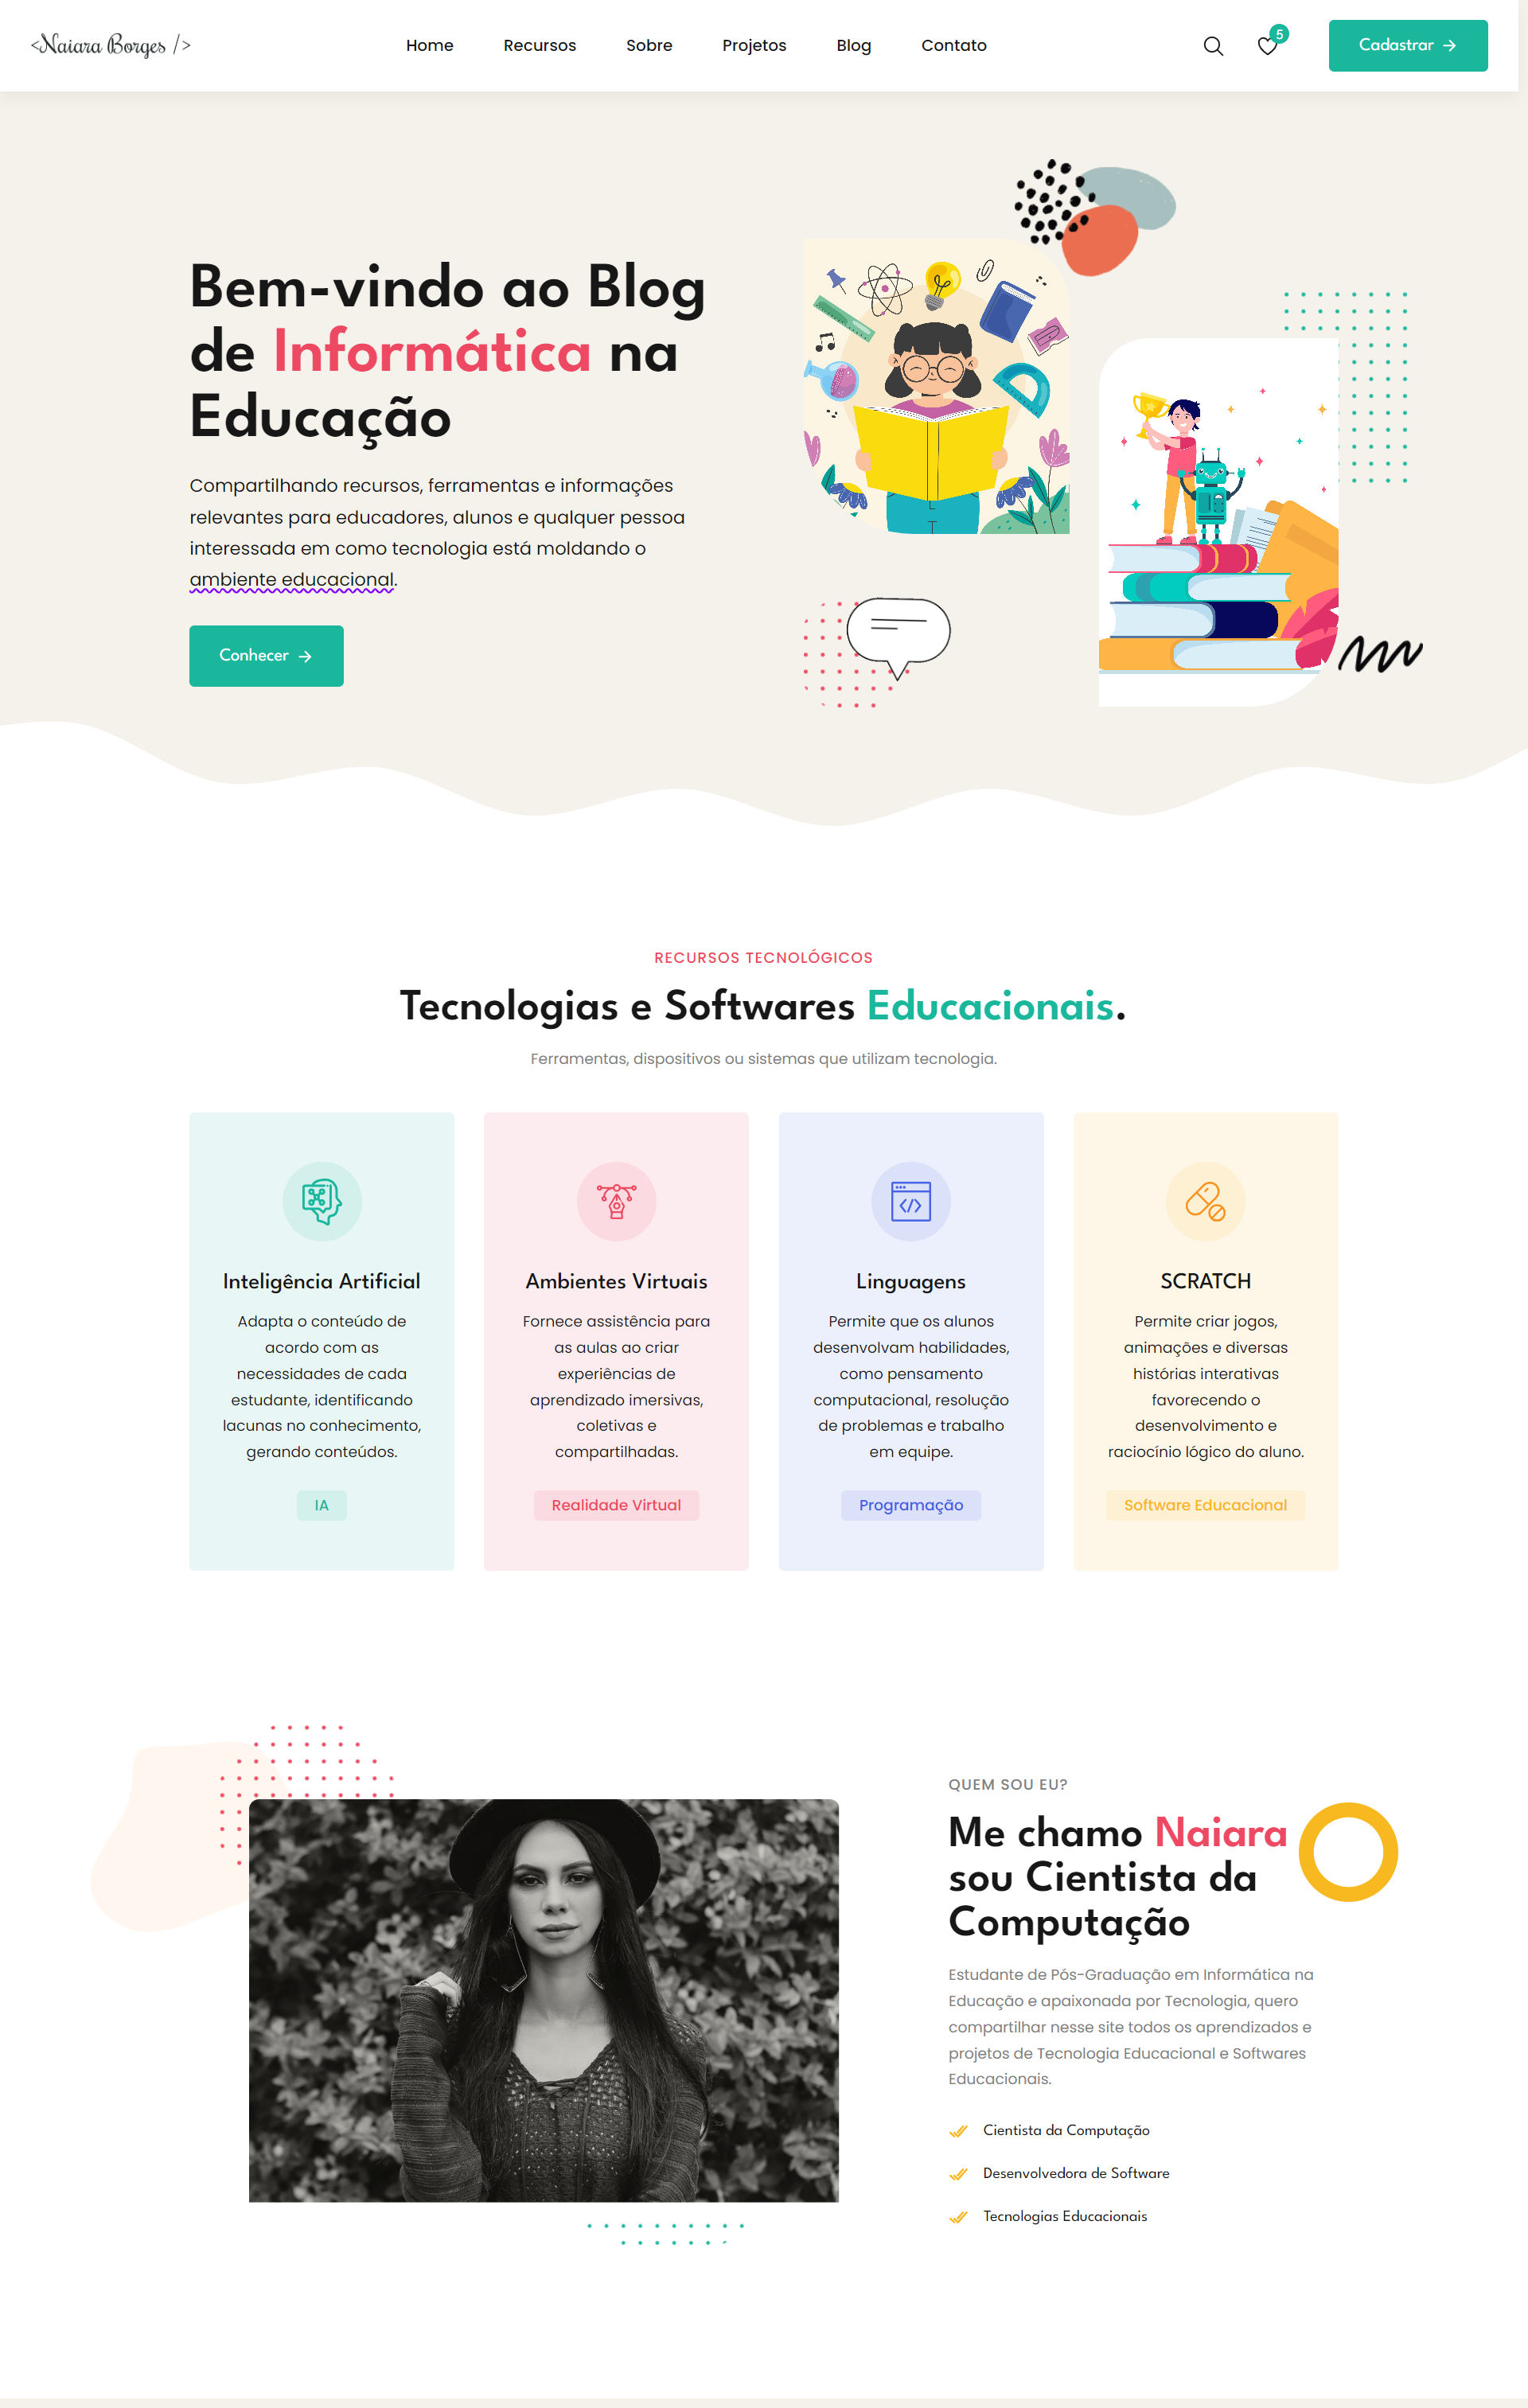 <Naiara Borges />
Home
Recursos
Sobre
Projetos
Blog
Contato
5
Cadastrar
Bem-vindo ao Blog
de Informática na
Educação
Compartilhando recursos, ferramentas e informações
relevantes para educadores, alunos e qualquer pessoa
interessada em como tecnologia está moldando o
ambiente educacional.
Conhecer
RECURSOS TECNOLÓGICOS
Tecnologias e Softwares Educacionais.
Ferramentas, dispositivos ou sistemas que utilizam tecnologia.
Inteligência Artificial
Adapta o conteúdo de
acordo com as
necessidades de cada
estudante, identificando
lacunas no conhecimento,
gerando conteúdos.
IA
Ambientes Virtuais
Fornece assistência para
as aulas ao criar
experiências de
aprendizado imersivas,
coletivas e
compartilhadas.
Realidade Virtual
Linguagens
Permite que os alunos
desenvolvam habilidades,
como pensamento
computacional, resolução
de problemas e trabalho
em equipe.
Programação
SCRATCH
Permite criar jogos,
animações e diversas
histórias interativas
favorecendo o
desenvolvimento e
raciocínio lógico do aluno.
Software Educacional
QUEM SOU EU?
Me chamo Naiara
sou Cientista da
Computação
Estudante de Pós-Graduação em Informática na
Educação e apaixonada por Tecnologia, quero
compartilhar nesse site todos os aprendizados e
projetos de Tecnologia Educacional e Softwares
Educacionais.
Cientista da Computação
Desenvolvedora de Software
Tecnologias Educacionais